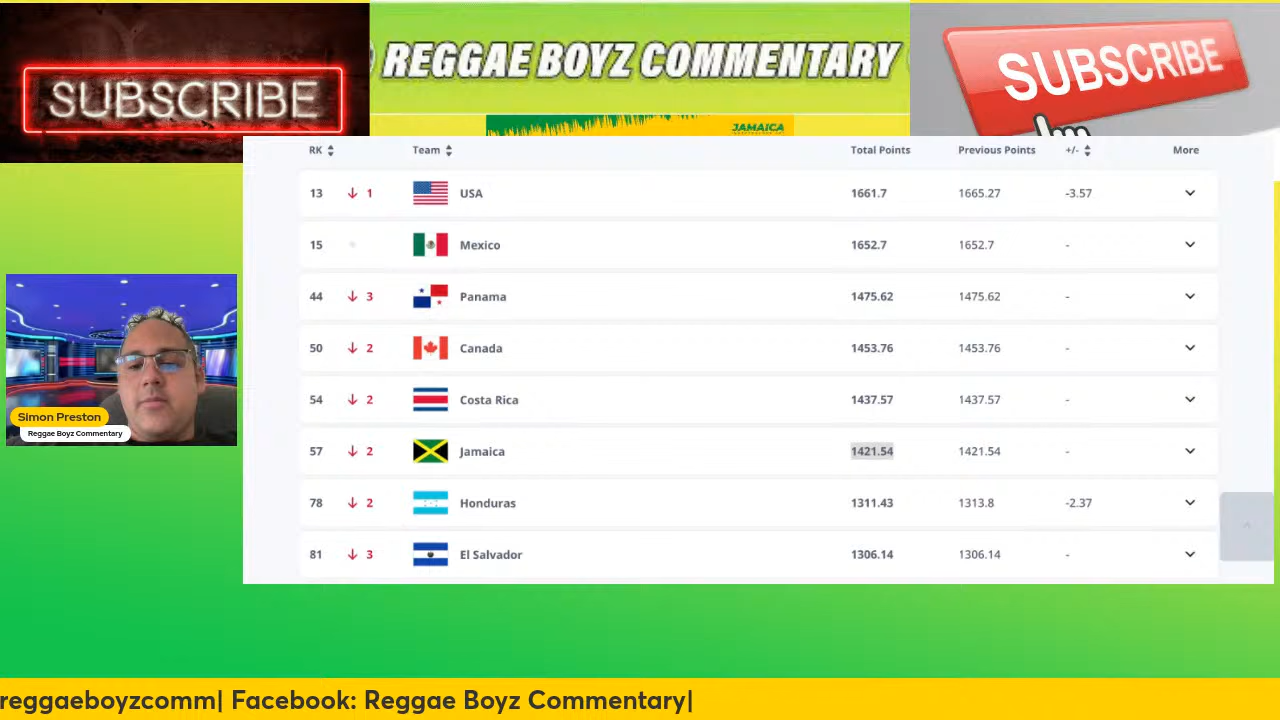 SUBSCRIBE
REGGAE BOYZ COMMENTARY
SUBSCRIBE
JAMAICA
RK Team Total Points Previous Points +/- More
13 1 USA 1661.7 1665.27 -3.57
15 Mexico 1652.7 1652.7 -
44 3 Panama 1475.62 1475.62 -
50 2 Canada 1453.76 1453.76 -
54 2 Costa Rica 1437.57 1437.57 -
57 2 Jamaica 1421.54 1421.54 -
78 2 Honduras 1311.43 1313.8 -2.37
81 3 El Salvador 1306.14 1306.14 -
Simon Preston
Reggae Boyz Commentary
reggaeboyzcomm| Facebook: Reggae Boyz Commentary|